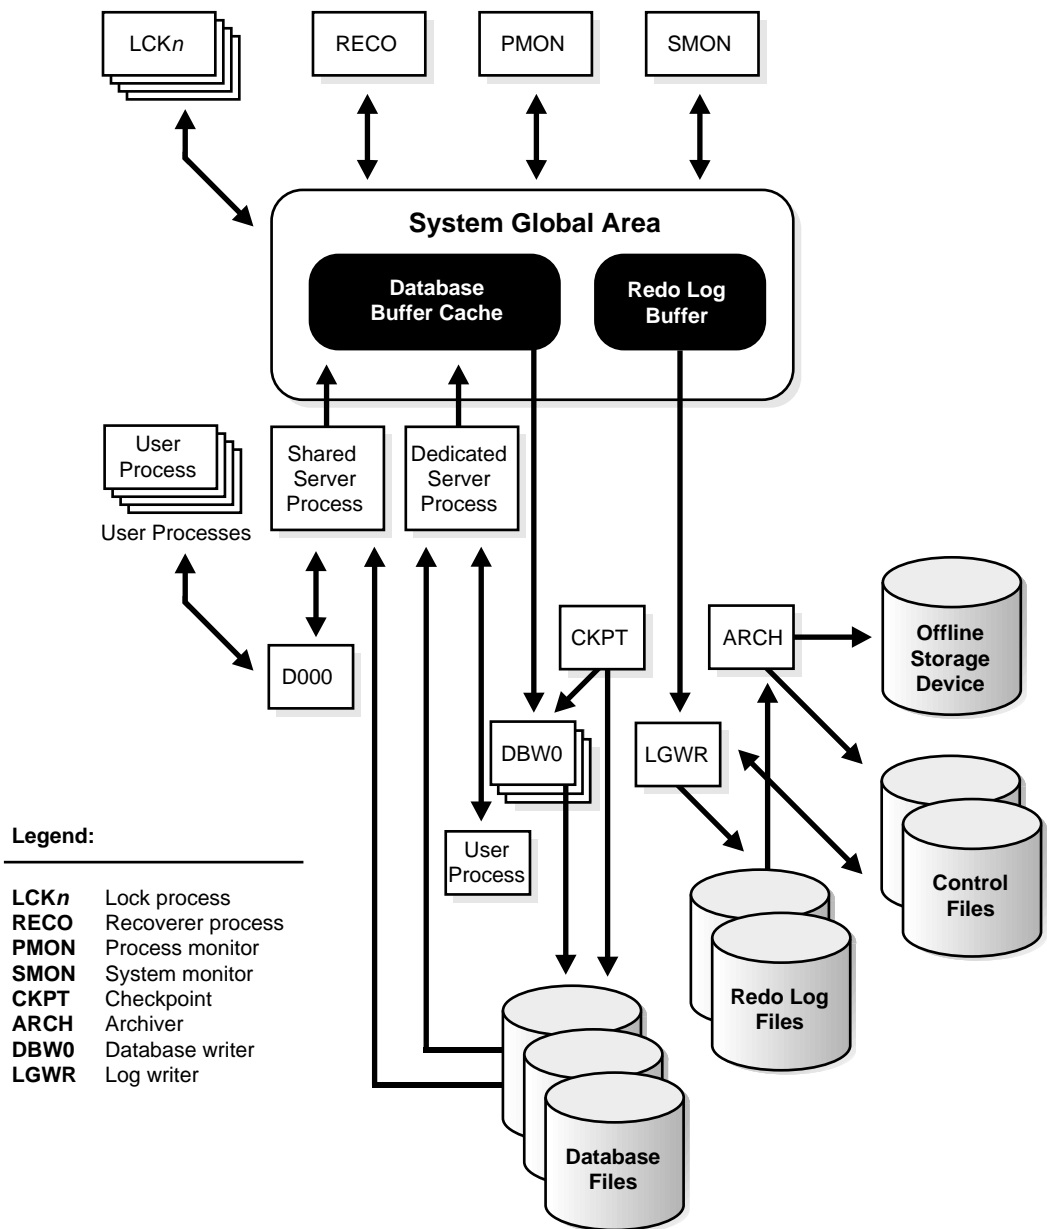 LCKn
RECO
PMON
SMON
System Global Area
Database
Buffer Cache
Redo Log
Buffer
User
Process
User Processes
Shared
Server
Process
Dedicated
Server
Process
D000
CKPT
ARCH
Offline
Storage
Device
DBW0
LGWR
User
Process
Control
Files
Redo Log
Files
Database
Files
Legend:
LCKn Lock process
RECO Recoverer process
PMON Process monitor
SMON System monitor
CKPT Checkpoint
ARCH Archiver
DBW0 Database writer
LGWR Log writer